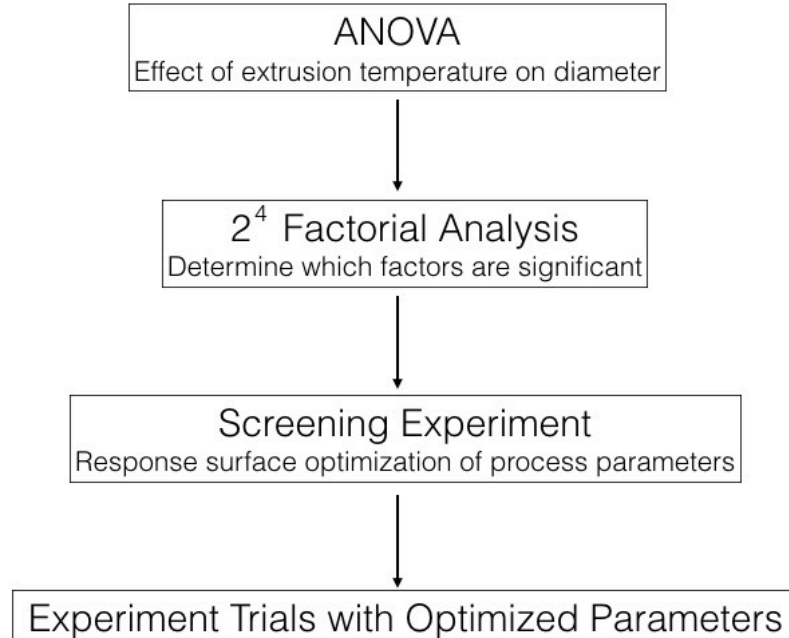 ANOVA
Effect of extrusion temperature on diameter
2⁴ Factorial Analysis
Determine which factors are significant
Screening Experiment
Response surface optimization of process parameters
Experiment Trials with Optimized Parameters